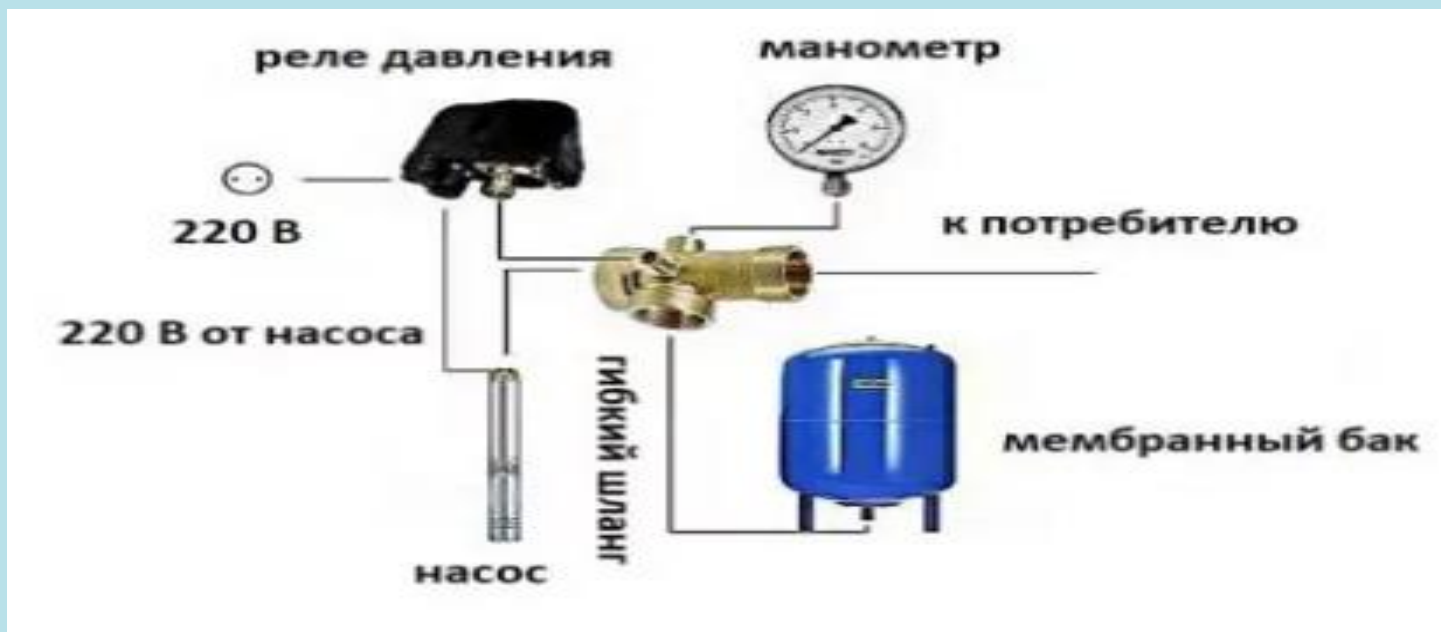 реле давления
манометр
220 В
к потребителю
220 В от насоса
гибкий шланг
мембранный бак
насос